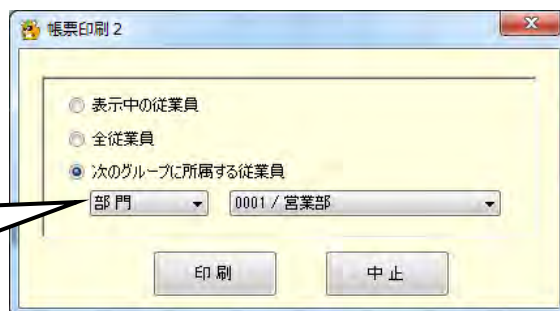 帳票印刷2
表示中の従業員
全従業員
次のグループに所属する従業員
部門 0001 / 営業部
印刷 中止